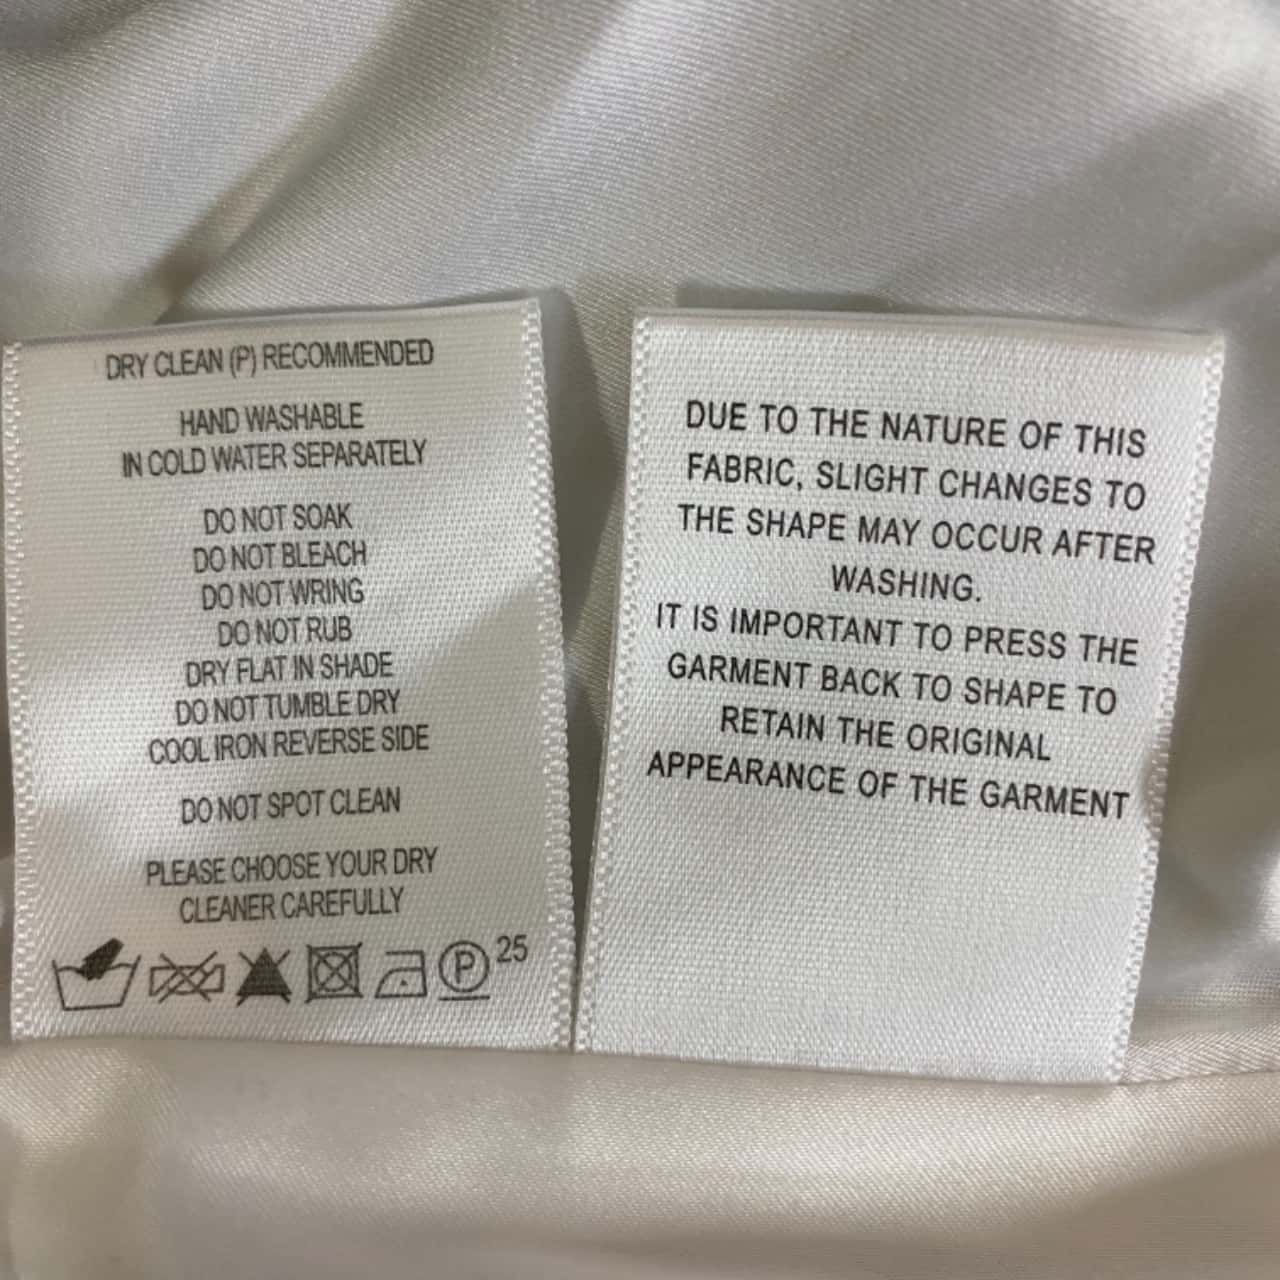 DRY CLEAN (P) RECOMMENDED
HAND WASHABLE
IN COLD WATER SEPARATELY
DO NOT SOAK
DO NOT BLEACH
DO NOT WRING
DO NOT RUB
DRY FLAT IN SHADE
DO NOT TUMBLE DRY
COOL IRON REVERSE SIDE
DO NOT SPOT CLEAN
PLEASE CHOOSE YOUR DRY
CLEANER CAREFULLY
P 25
DUE TO THE NATURE OF THIS
FABRIC, SLIGHT CHANGES TO
THE SHAPE MAY OCCUR AFTER
WASHING.
IT IS IMPORTANT TO PRESS THE
GARMENT BACK TO SHAPE TO
RETAIN THE ORIGINAL
APPEARANCE OF THE GARMENT